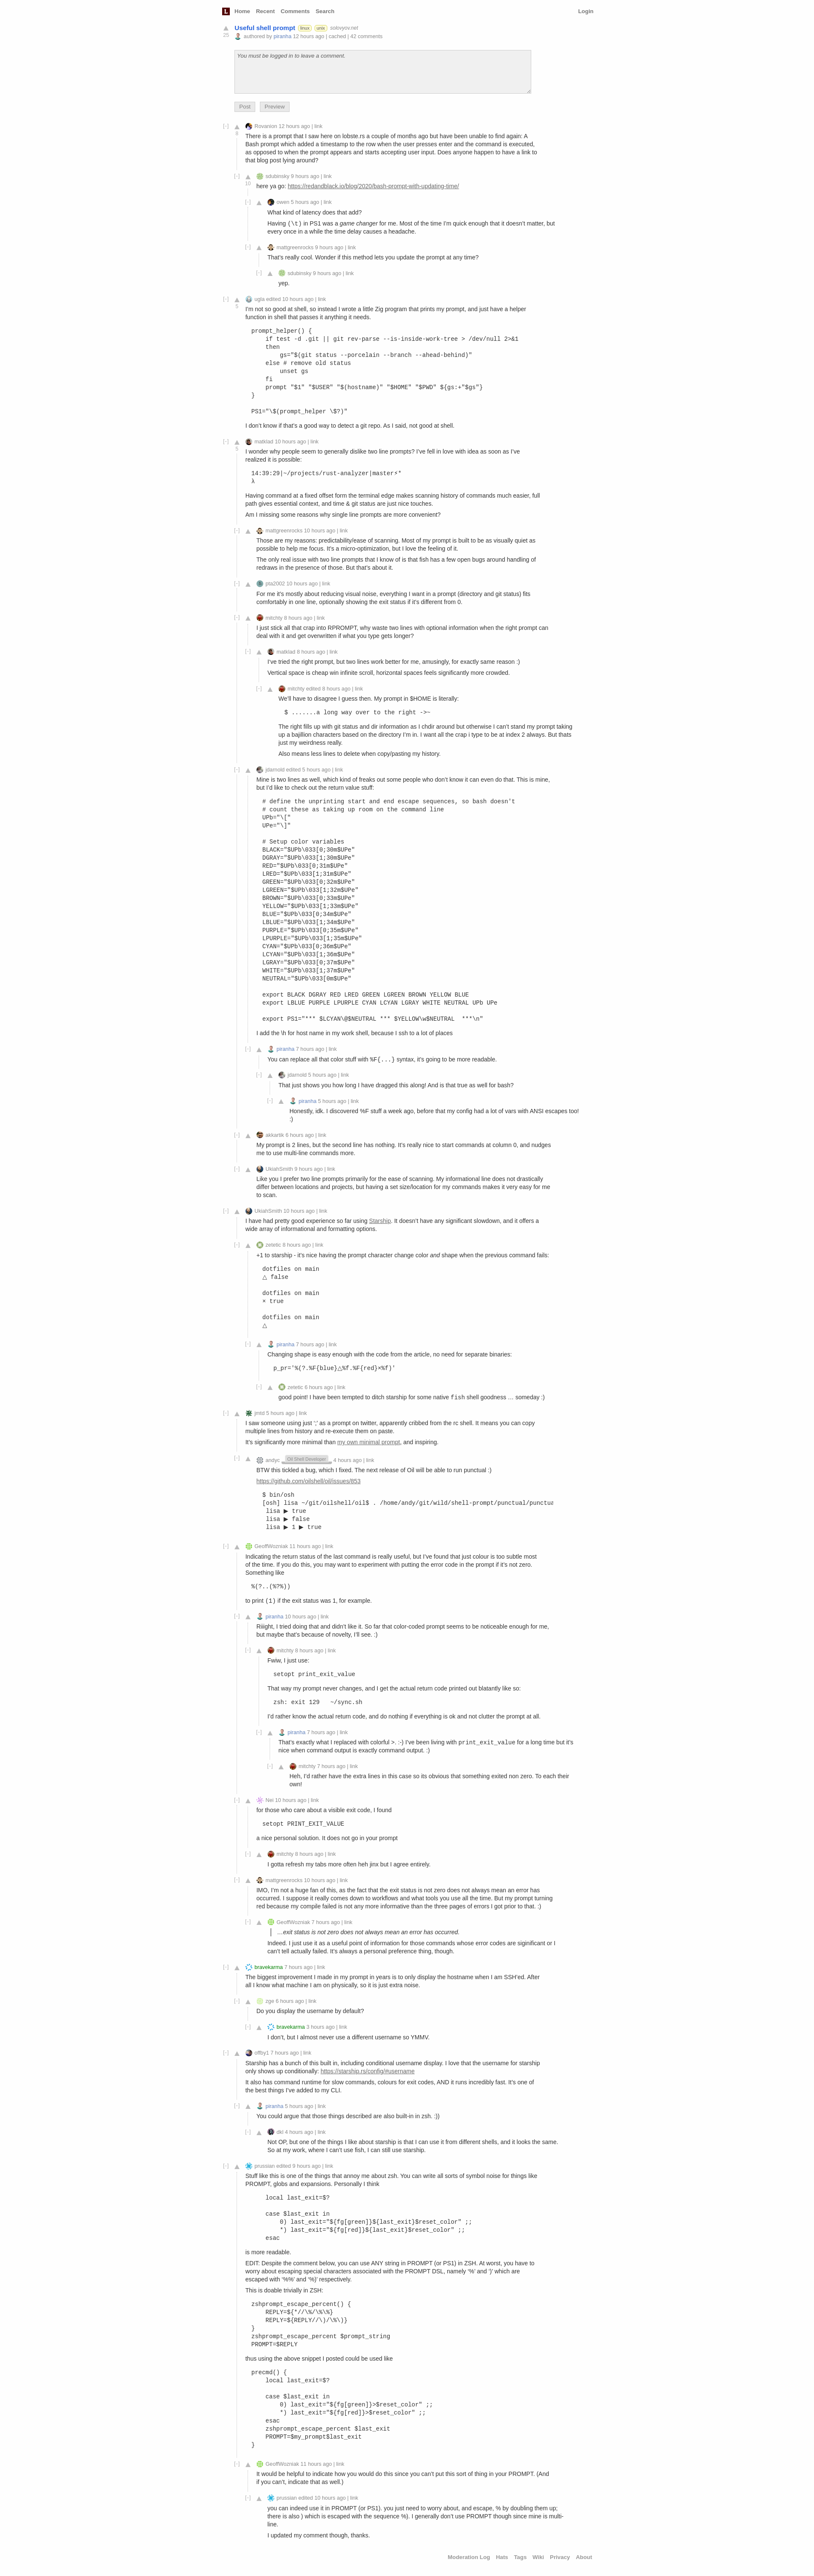 L Home Recent Comments Search Login
Useful shell prompt linux unix solovyov.net
25 authored by piranha 12 hours ago | cached | 42 comments
You must be logged in to leave a comment.
Post Preview
[-] Rovanion 12 hours ago | link
There is a prompt that I saw here on lobste.rs a couple of months ago but have been unable to find again: A
Bash prompt which added a timestamp to the row when the user presses enter and the command is executed,
as opposed to when the prompt appears and starts accepting user input. Does anyone happen to have a link to
that blog post lying around?
[-] sdubinsky 9 hours ago | link
10 here ya go: https://redandblack.io/blog/2020/bash-prompt-with-updating-time/
[-] owen 5 hours ago | link
What kind of latency does that add?
Having (\t) in PS1 was a game changer for me. Most of the time I'm quick enough that it doesn't matter, but
every once in a while the time delay causes a headache.
[-] mattgreenrocks 9 hours ago | link
That's really cool. Wonder if this method lets you update the prompt at any time?
[-] sdubinsky 9 hours ago | link
yep.
[-] ugla edited 10 hours ago | link
5 I'm not so good at shell, so instead I wrote a little Zig program that prints my prompt, and just have a helper
function in shell that passes it anything it needs.
prompt_helper() {
if test -d .git || git rev-parse --is-inside-work-tree > /dev/null 2>&1
then
gs="$(git status --porcelain --branch --ahead-behind)"
else # remove old status
unset gs
fi
prompt "$1" "$USER" "$(hostname)" "$HOME" "$PWD" ${gs:+"$gs"}
}
PS1="\$(prompt_helper \$?)"
I don't know if that's a good way to detect a git repo. As I said, not good at shell.
[-] matklad 10 hours ago | link
5 I wonder why people seem to generally dislike two line prompts? I've fell in love with idea as soon as I've
realized it is possible:
14:39:29|~/projects/rust-analyzer|master⚡*
λ
Having command at a fixed offset form the terminal edge makes scanning history of commands much easier, full
path gives essential context, and time & git status are just nice touches.
Am I missing some reasons why single line prompts are more convenient?
[-] mattgreenrocks 10 hours ago | link
Those are my reasons: predictability/ease of scanning. Most of my prompt is built to be as visually quiet as
possible to help me focus. It's a micro-optimization, but I love the feeling of it.
The only real issue with two line prompts that I know of is that fish has a few open bugs around handling of
redraws in the presence of those. But that's about it.
[-] pta2002 10 hours ago | link
For me it's mostly about reducing visual noise, everything I want in a prompt (directory and git status) fits
comfortably in one line, optionally showing the exit status if it's different from 0.
[-] mitchty 9 hours ago | link
I just stick all that crap into RPROMPT, why waste two lines with optional information when the right prompt can
deal with it and get overwritten if what you type gets longer?
[-] matklad 8 hours ago | link
I've tried the right prompt, but two lines work better for me, amusingly, for exactly same reason :)
Vertical space is cheap win infinite scroll, horizontal spaces feels significantly more crowded.
[-] mitchty edited 8 hours ago | link
We'll have to disagree I guess then. My prompt in $HOME is literally:
$ .......a long way over to the right ->~
The right fills up with git status and dir information as I chdir around but otherwise I can't stand my prompt taking
up a bajillion characters based on the directory I'm in. I want all the crap i type to be at index 2 always. But thats
just my weirdness really.
Also means less lines to delete when copy/pasting my history.
[-] jdarnold edited 5 hours ago | link
Mine is two lines as well, which kind of freaks out some people who don't know it can even do that. This is mine,
but I'd like to check out the return value stuff:
# define the unprinting start and end escape sequences, so bash doesn't
# count these as taking up room on the command line
UPb="\["
UPe="\]"
# Setup color variables
BLACK="$UPb\033[0;30m$UPe"
DGRAY="$UPb\033[1;30m$UPe"
RED="$UPb\033[0;31m$UPe"
LRED="$UPb\033[1;31m$UPe"
GREEN="$UPb\033[0;32m$UPe"
LGREEN="$UPb\033[1;32m$UPe"
BROWN="$UPb\033[0;33m$UPe"
YELLOW="$UPb\033[1;33m$UPe"
BLUE="$UPb\033[0;34m$UPe"
LBLUE="$UPb\033[1;34m$UPe"
PURPLE="$UPb\033[0;35m$UPe"
LPURPLE="$UPb\033[1;35m$UPe"
CYAN="$UPb\033[0;36m$UPe"
LCYAN="$UPb\033[1;36m$UPe"
LGRAY="$UPb\033[0;37m$UPe"
WHITE="$UPb\033[1;37m$UPe"
NEUTRAL="$UPb\033[0m$UPe"
export BLACK DGRAY RED LRED GREEN LGREEN BROWN YELLOW BLUE
export LBLUE PURPLE LPURPLE CYAN LCYAN LGRAY WHITE NEUTRAL UPb UPe
export PS1="*** $LCYAN\@$NEUTRAL *** $YELLOW\w$NEUTRAL  ***\n"
I add the \h for host name in my work shell, because I ssh to a lot of places
[-] piranha 7 hours ago | link
You can replace all that color stuff with %F{...} syntax, it's going to be more readable.
[-] jdarnold 5 hours ago | link
That just shows you how long I have dragged this along! And is that true as well for bash?
[-] piranha 5 hours ago | link
Honestly, idk. I discovered %F stuff a week ago, before that my config had a lot of vars with ANSI escapes too!
:)
[-] akkartik 6 hours ago | link
My prompt is 2 lines, but the second line has nothing. It's really nice to start commands at column 0, and nudges
me to use multi-line commands more.
[-] UkiahSmith 9 hours ago | link
Like you I prefer two line prompts primarily for the ease of scanning. My informational line does not drastically
differ between locations and projects, but having a set size/location for my commands makes it very easy for me
to scan.
[-] UkiahSmith 10 hours ago | link
I have had pretty good experience so far using Starship. It doesn't have any significant slowdown, and it offers a
wide array of informational and formatting options.
[-] zetetic 8 hours ago | link
+1 to starship - it's nice having the prompt character change color and shape when the previous command fails:
dotfiles on main
△ false
dotfiles on main
× true
dotfiles on main
△
[-] piranha 7 hours ago | link
Changing shape is easy enough with the code from the article, no need for separate binaries:
p_pr='%(?.%F{blue}△%f.%F{red}×%f)'
[-] zetetic 6 hours ago | link
good point! I have been tempted to ditch starship for some native fish shell goodness … someday :)
[-] jmtd 5 hours ago | link
I saw someone using just ';' as a prompt on twitter, apparently cribbed from the rc shell. It means you can copy
multiple lines from history and re-execute them on paste.
It's significantly more minimal than my own minimal prompt, and inspiring.
[-] andyc Oil Shell Developer 4 hours ago | link
BTW this tickled a bug, which I fixed. The next release of Oil will be able to run punctual :)
https://github.com/oilshell/oil/issues/853
$ bin/osh
[osh] lisa ~/git/oilshell/oil$ . /home/andy/git/wild/shell-prompt/punctual/punctua
lisa ▶ true
lisa ▶ false
lisa ▶ 1 ▶ true
[-] GeoffWozniak 11 hours ago | link
Indicating the return status of the last command is really useful, but I've found that just colour is too subtle most
of the time. If you do this, you may want to experiment with putting the error code in the prompt if it's not zero.
Something like
%(?..(%?%))
to print (1) if the exit status was 1, for example.
[-] piranha 10 hours ago | link
Riiight, I tried doing that and didn't like it. So far that color-coded prompt seems to be noticeable enough for me,
but maybe that's because of novelty, I'll see. :)
[-] mitchty 8 hours ago | link
Fwiw, I just use:
setopt print_exit_value
That way my prompt never changes, and I get the actual return code printed out blatantly like so:
zsh: exit 129   ~/sync.sh
I'd rather know the actual return code, and do nothing if everything is ok and not clutter the prompt at all.
[-] piranha 7 hours ago | link
That's exactly what I replaced with colorful >. :-) I've been living with print_exit_value for a long time but it's
nice when command output is exactly command output. :)
[-] mitchty 7 hours ago | link
Heh, I'd rather have the extra lines in this case so its obvious that something exited non zero. To each their
own!
[-] Nei 10 hours ago | link
for those who care about a visible exit code, I found
setopt PRINT_EXIT_VALUE
a nice personal solution. It does not go in your prompt
[-] mitchty 8 hours ago | link
I gotta refresh my tabs more often heh jinx but I agree entirely.
[-] mattgreenrocks 10 hours ago | link
IMO, I'm not a huge fan of this, as the fact that the exit status is not zero does not always mean an error has
occurred. I suppose it really comes down to workflows and what tools you use all the time. But my prompt turning
red because my compile failed is not any more informative than the three pages of errors I got prior to that. :)
[-] GeoffWozniak 7 hours ago | link
…exit status is not zero does not always mean an error has occurred.
Indeed. I just use it as a useful point of information for those commands whose error codes are siginificant or I
can't tell actually failed. It's always a personal preference thing, though.
[-] bravekarma 7 hours ago | link
The biggest improvement I made in my prompt in years is to only display the hostname when I am SSH'ed. After
all I know what machine I am on physically, so it is just extra noise.
[-] zge 6 hours ago | link
Do you display the username by default?
[-] bravekarma 3 hours ago | link
I don't, but I almost never use a different username so YMMV.
[-] offby1 7 hours ago | link
Starship has a bunch of this built in, including conditional username display. I love that the username for starship
only shows up conditionally: https://starship.rs/config/#username
It also has command runtime for slow commands, colours for exit codes, AND it runs incredibly fast. It's one of
the best things I've added to my CLI.
[-] piranha 5 hours ago | link
You could argue that those things described are also built-in in zsh. :))
[-] dkl 4 hours ago | link
Not OP, but one of the things I like about starship is that I can use it from different shells, and it looks the same.
So at my work, where I can't use fish, I can still use starship.
[-] prussian edited 9 hours ago | link
Stuff like this is one of the things that annoy me about zsh. You can write all sorts of symbol noise for things like
PROMPT, globs and expansions. Personally I think
local last_exit=$?
case $last_exit in
0) last_exit="${fg[green]}${last_exit}$reset_color" ;;
*) last_exit="${fg[red]}${last_exit}$reset_color" ;;
esac
is more readable.
EDIT: Despite the comment below, you can use ANY string in PROMPT (or PS1) in ZSH. At worst, you have to
worry about escaping special characters associated with the PROMPT DSL, namely '%' and ')' which are
escaped with '%%' and '%)' respectively.
This is doable trivially in ZSH:
zshprompt_escape_percent() {
REPLY=${*//\%/\%\%}
REPLY=${REPLY//\)/\%\)}
}
zshprompt_escape_percent $prompt_string
PROMPT=$REPLY
thus using the above snippet I posted could be used like
precmd() {
local last_exit=$?
case $last_exit in
0) last_exit="${fg[green]}>$reset_color" ;;
*) last_exit="${fg[red]}>$reset_color" ;;
esac
zshprompt_escape_percent $last_exit
PROMPT=$my_prompt$last_exit
}
[-] GeoffWozniak 11 hours ago | link
It would be helpful to indicate how you would do this since you can't put this sort of thing in your PROMPT. (And
if you can't, indicate that as well.)
[-] prussian edited 10 hours ago | link
you can indeed use it in PROMPT (or PS1), you just need to worry about, and escape, % by doubling them up;
there is also ) which is escaped with the sequence %). I generally don't use PROMPT though since mine is multi-
line.
I updated my comment though, thanks.
Moderation Log Hats Tags Wiki Privacy About